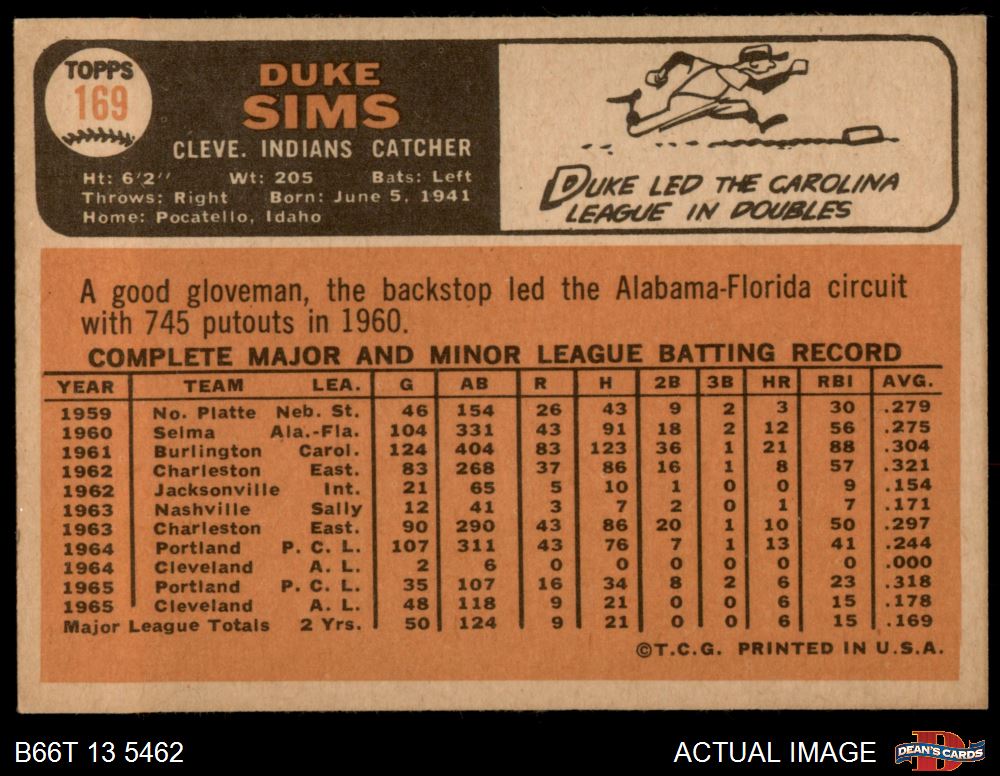 TOPPS
169
DUKE
SIMS
CLEVE. INDIANS CATCHER
Ht: 6'2" Wt: 205 Bats: Left
Throws: Right Born: June 5, 1941
Home: Pocatello, Idaho
DUKE LED THE CAROLINA
LEAGUE IN DOUBLES
A good gloveman, the backstop led the Alabama-Florida circuit
with 745 putouts in 1960.
COMPLETE MAJOR AND MINOR LEAGUE BATTING RECORD
YEAR TEAM LEA. G AB R H 2B 3B HR RBI AVG.
1959 No. Platte Neb. St. 46 154 26 43 9 2 3 30 .279
1960 Selma Ala.-Fla. 104 331 43 91 18 2 12 56 .275
1961 Burlington Carol. 124 404 83 123 36 1 21 88 .304
1962 Charleston East. 83 268 37 86 16 1 8 57 .321
1962 Jacksonville Int. 21 65 5 10 1 0 0 9 .154
1963 Nashville Sally 12 41 3 7 2 0 1 7 .171
1963 Charleston East. 90 290 43 86 20 1 10 50 .297
1964 Portland P. C. L. 107 311 43 76 7 1 13 41 .244
1964 Cleveland A. L. 2 6 0 0 0 0 0 0 .000
1965 Portland P. C. L. 35 107 16 34 8 2 6 23 .318
1965 Cleveland A. L. 48 118 9 21 0 0 6 15 .178
Major League Totals 2 Yrs. 50 124 9 21 0 0 6 15 .169
©T.C.G. PRINTED IN U.S.A.
B66T 13 5462
ACTUAL IMAGE
DEAN'S CARDS